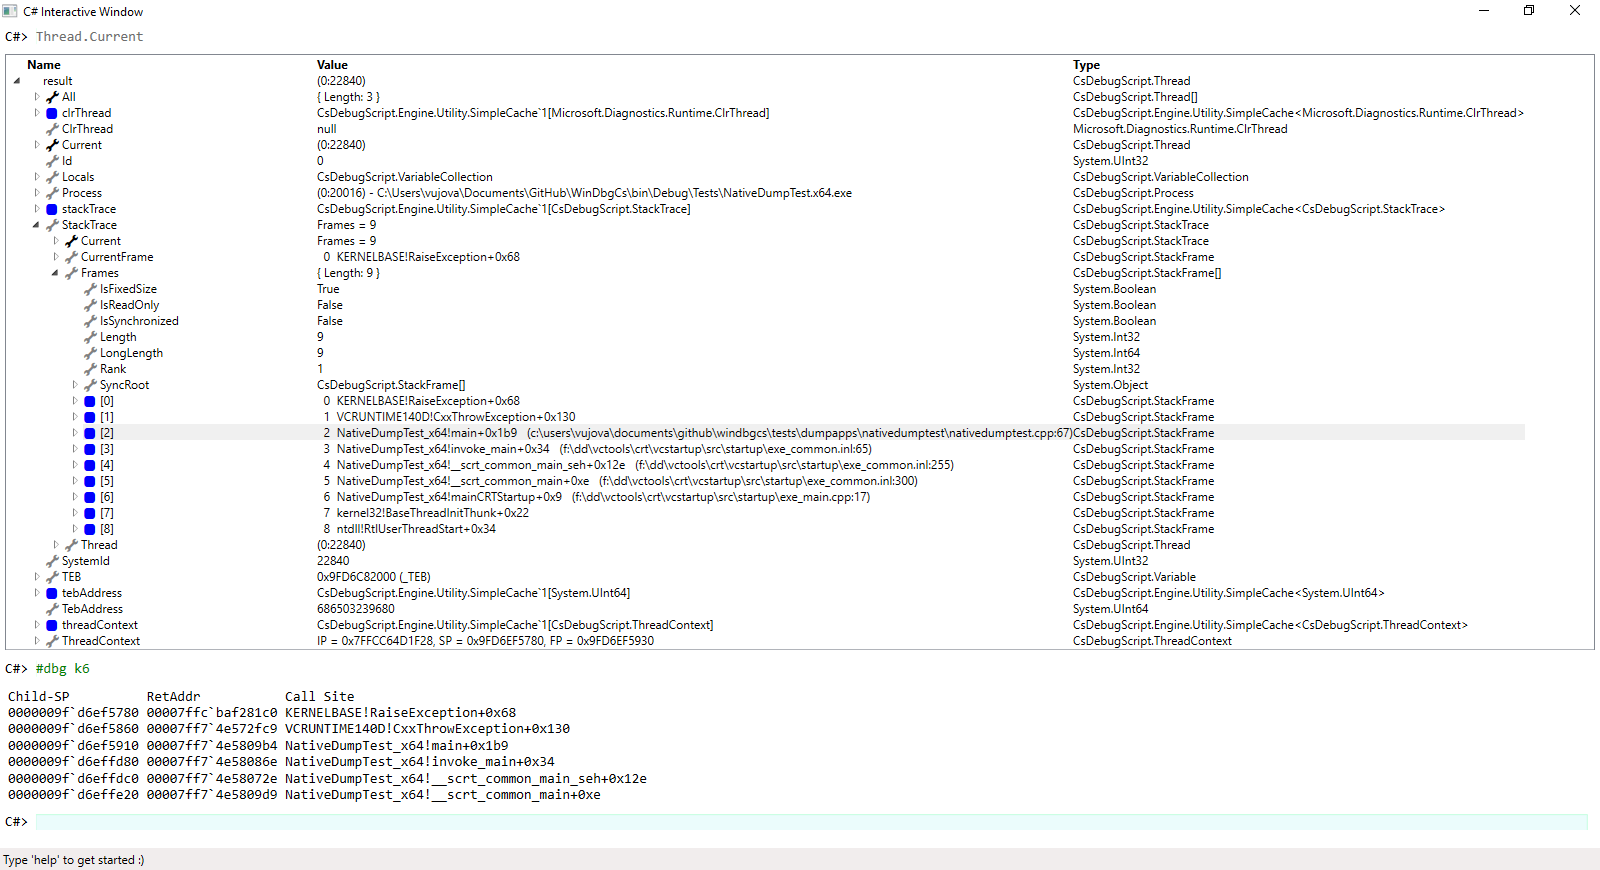 C# Interactive Window
C#> Thread.Current
Name Value Type
result (0:22840) CsDebugScript.Thread
All { Length: 3 } CsDebugScript.Thread[]
clrThread CsDebugScript.Engine.Utility.SimpleCache`1[Microsoft.Diagnostics.Runtime.ClrThread] CsDebugScript.Engine.Utility.SimpleCache<Microsoft.Diagnostics.Runtime.ClrThread>
ClrThread null Microsoft.Diagnostics.Runtime.ClrThread
Current (0:22840) CsDebugScript.Thread
Id 0 System.UInt32
Locals CsDebugScript.VariableCollection CsDebugScript.VariableCollection
Process (0:20016) - C:\Users\vujova\Documents\GitHub\WinDbgCs\bin\Debug\Tests\NativeDumpTest.x64.exe CsDebugScript.Process
stackTrace CsDebugScript.Engine.Utility.SimpleCache`1[CsDebugScript.StackTrace] CsDebugScript.Engine.Utility.SimpleCache<CsDebugScript.StackTrace>
StackTrace Frames = 9 CsDebugScript.StackTrace
Current Frames = 9 CsDebugScript.StackTrace
CurrentFrame 0 KERNELBASE!RaiseException+0x68 CsDebugScript.StackFrame
Frames { Length: 9 } CsDebugScript.StackFrame[]
IsFixedSize True System.Boolean
IsReadOnly False System.Boolean
IsSynchronized False System.Boolean
Length 9 System.Int32
LongLength 9 System.Int64
Rank 1 System.Int32
SyncRoot CsDebugScript.StackFrame[] System.Object
[0] 0 KERNELBASE!RaiseException+0x68 CsDebugScript.StackFrame
[1] 1 VCRUNTIME140D!CxxThrowException+0x130 CsDebugScript.StackFrame
[2] 2 NativeDumpTest_x64!main+0x1b9 (c:\users\vujova\documents\github\windbgcs\tests\dumpapps\nativedumptest\nativedumptest.cpp:67) CsDebugScript.StackFrame
[3] 3 NativeDumpTest_x64!invoke_main+0x34 (f:\dd\vctools\crt\vcstartup\src\startup\exe_common.inl:65) CsDebugScript.StackFrame
[4] 4 NativeDumpTest_x64!__scrt_common_main_seh+0x12e (f:\dd\vctools\crt\vcstartup\src\startup\exe_common.inl:255) CsDebugScript.StackFrame
[5] 5 NativeDumpTest_x64!__scrt_common_main+0xe (f:\dd\vctools\crt\vcstartup\src\startup\exe_common.inl:300) CsDebugScript.StackFrame
[6] 6 NativeDumpTest_x64!mainCRTStartup+0x9 (f:\dd\vctools\crt\vcstartup\src\startup\exe_main.cpp:17) CsDebugScript.StackFrame
[7] 7 kernel32!BaseThreadInitThunk+0x22 CsDebugScript.StackFrame
[8] 8 ntdll!RtlUserThreadStart+0x34 CsDebugScript.StackFrame
Thread (0:22840) CsDebugScript.Thread
SystemId 22840 System.UInt32
TEB 0x9FD6C82000 (_TEB) CsDebugScript.Variable
tebAddress CsDebugScript.Engine.Utility.SimpleCache`1[System.UInt64] CsDebugScript.Engine.Utility.SimpleCache<System.UInt64>
TebAddress 686503239680 System.UInt64
threadContext CsDebugScript.Engine.Utility.SimpleCache`1[CsDebugScript.ThreadContext] CsDebugScript.Engine.Utility.SimpleCache<CsDebugScript.ThreadContext>
ThreadContext IP = 0x7FFCC64D1F28, SP = 0x9FD6EF5780, FP = 0x9FD6EF5930 CsDebugScript.ThreadContext
C#> #dbg k6
Child-SP RetAddr Call Site
0000009f`d6ef5780 00007ffc`baf281c0 KERNELBASE!RaiseException+0x68
0000009f`d6ef5860 00007ff7`4e572fc9 VCRUNTIME140D!CxxThrowException+0x130
0000009f`d6ef5910 00007ff7`4e5809b4 NativeDumpTest_x64!main+0x1b9
0000009f`d6effd80 00007ff7`4e58086e NativeDumpTest_x64!invoke_main+0x34
0000009f`d6effdc0 00007ff7`4e58072e NativeDumpTest_x64!__scrt_common_main_seh+0x12e
0000009f`d6effe20 00007ff7`4e5809d9 NativeDumpTest_x64!__scrt_common_main+0xe
C#>
Type 'help' to get started :)